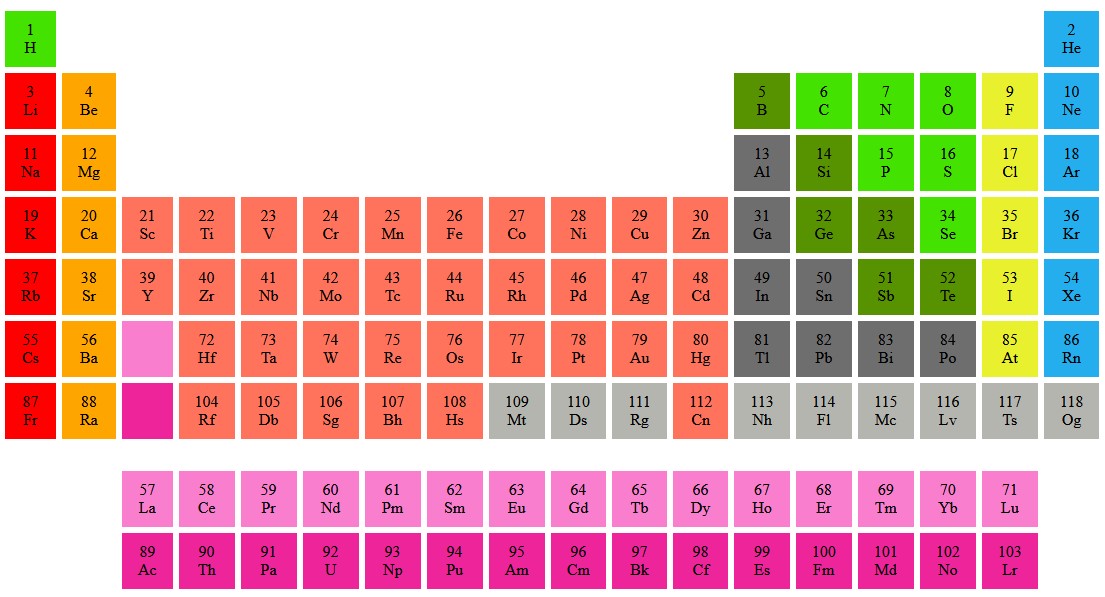 1 2
H He
3 4 5 6 7 8 9 10
Li Be B C N O F Ne
11 12 13 14 15 16 17 18
Na Mg Al Si P S Cl Ar
19 20 21 22 23 24 25 26 27 28 29 30 31 32 33 34 35 36
K Ca Sc Ti V Cr Mn Fe Co Ni Cu Zn Ga Ge As Se Br Kr
37 38 39 40 41 42 43 44 45 46 47 48 49 50 51 52 53 54
Rb Sr Y Zr Nb Mo Tc Ru Rh Pd Ag Cd In Sn Sb Te I Xe
55 56 72 73 74 75 76 77 78 79 80 81 82 83 84 85 86
Cs Ba Hf Ta W Re Os Ir Pt Au Hg Tl Pb Bi Po At Rn
87 88 104 105 106 107 108 109 110 111 112 113 114 115 116 117 118
Fr Ra Rf Db Sg Bh Hs Mt Ds Rg Cn Nh Fl Mc Lv Ts Og
57 58 59 60 61 62 63 64 65 66 67 68 69 70 71
La Ce Pr Nd Pm Sm Eu Gd Tb Dy Ho Er Tm Yb Lu
89 90 91 92 93 94 95 96 97 98 99 100 101 102 103
Ac Th Pa U Np Pu Am Cm Bk Cf Es Fm Md No Lr